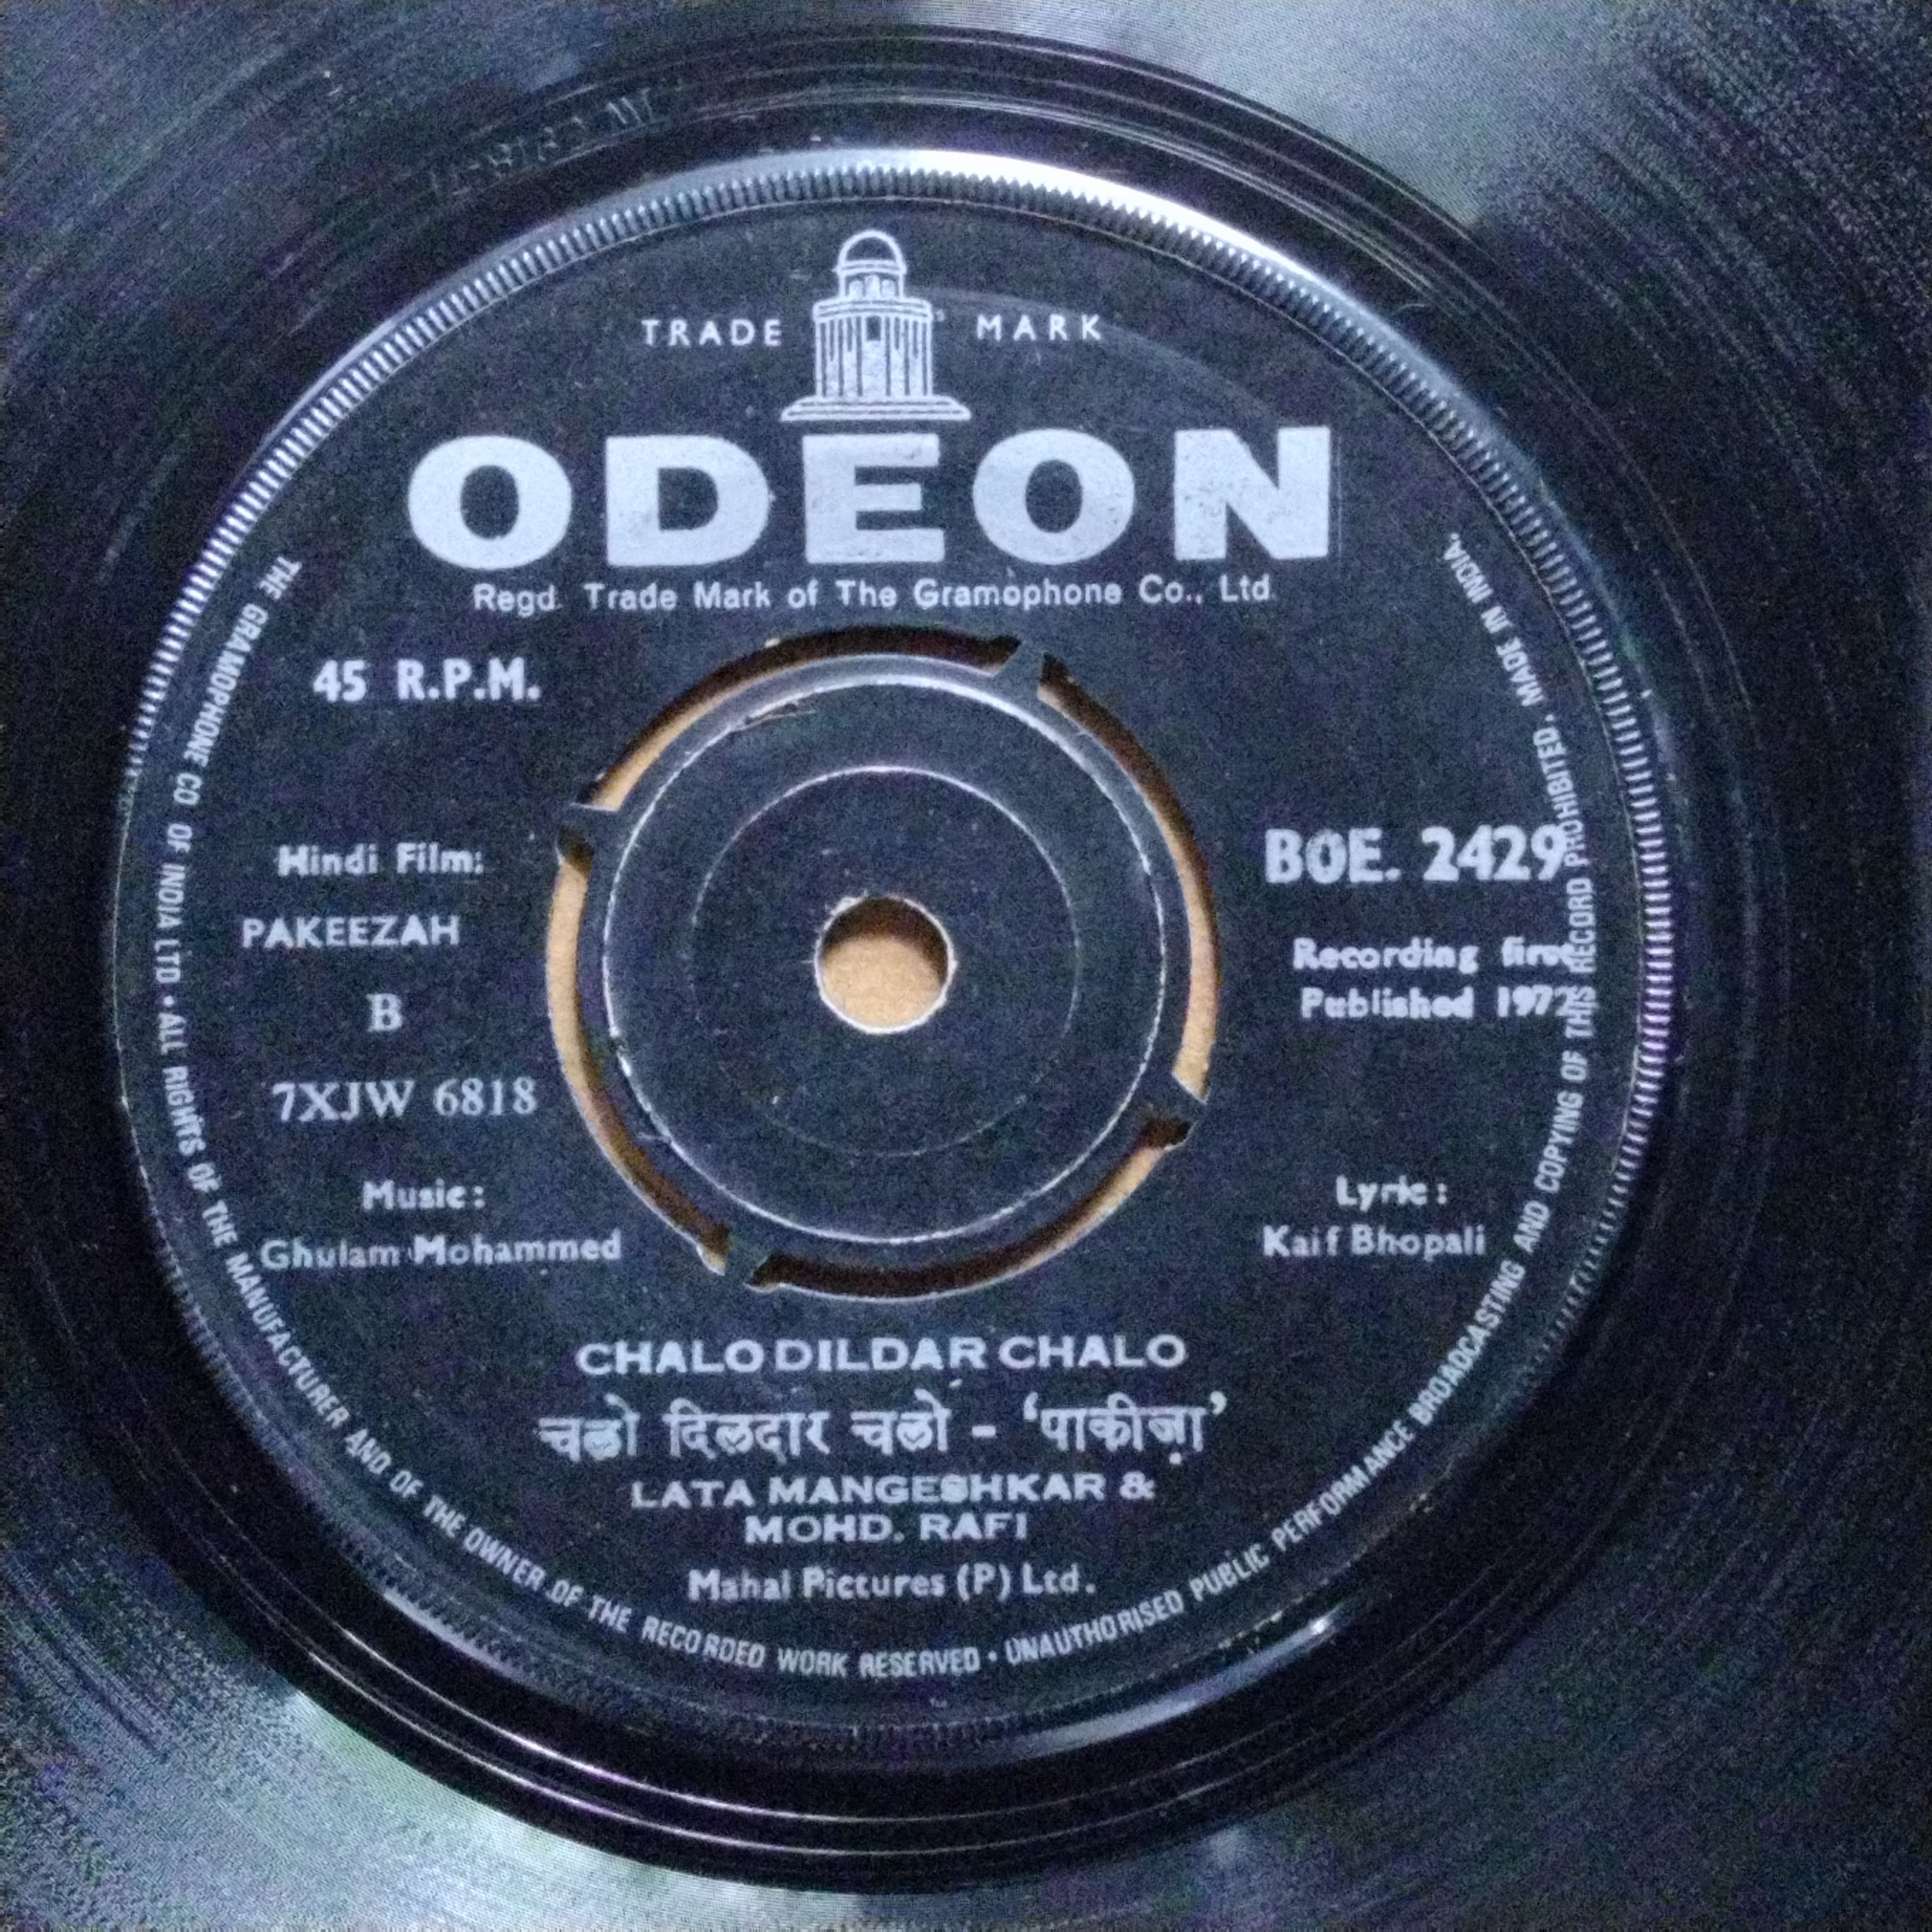 TRADE MARK
ODEON
Regd. Trade Mark of The Gramophone Co., Ltd.
45 R.P.M.
Hindi Film:
PAKEEZAH
B
7XJW 6818
Music:
Ghulam Mohammed
BOE. 2429
Recording first
Published 1972
Lyric:
Kaif Bhopali
CHALO DILDAR CHALO
चलो दिलदार चलो - ‘पाकीज़ा’
LATA MANGESHKAR &
MOHD. RAFI
Mahal Pictures (P) Ltd.
THE GRAMOPHONE CO OF INDIA LTD • ALL RIGHTS OF THE MANUFACTURER AND OF THE OWNER OF THE RECORDED WORK RESERVED • UNAUTHORISED PUBLIC PERFORMANCE BROADCASTING AND COPYING OF THIS RECORD PROHIBITED. MADE IN INDIA.